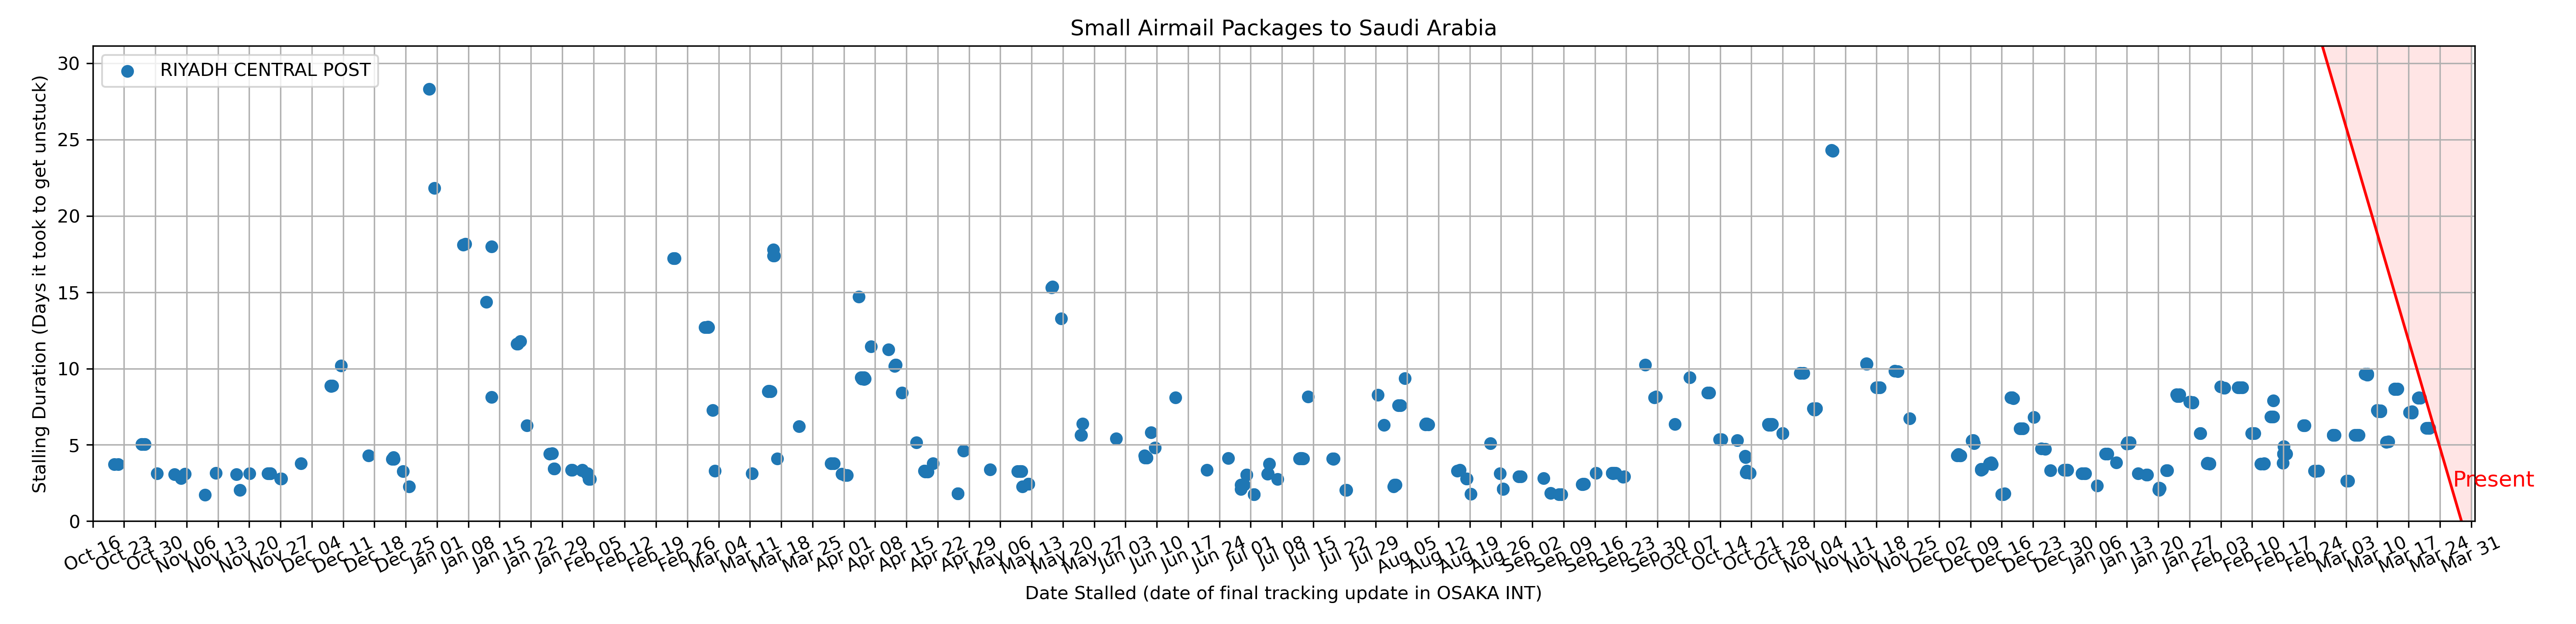 Small Airmail Packages to Saudi Arabia
RIYADH CENTRAL POST
Stalling Duration (Days it took to get unstuck)
30
25
20
15
10
5
0
Present
Oct 16
Oct 23
Oct 30
Nov 06
Nov 13
Nov 20
Nov 27
Dec 04
Dec 11
Dec 18
Dec 25
Jan 01
Jan 08
Jan 15
Jan 22
Jan 29
Feb 05
Feb 12
Feb 19
Feb 26
Mar 04
Mar 11
Mar 18
Mar 25
Apr 01
Apr 08
Apr 15
Apr 22
Apr 29
May 06
May 13
May 20
May 27
Jun 03
Jun 10
Jun 17
Jun 24
Jul 01
Jul 08
Jul 15
Jul 22
Jul 29
Aug 05
Aug 12
Aug 19
Aug 26
Sep 02
Sep 09
Sep 16
Sep 23
Sep 30
Oct 07
Oct 14
Oct 21
Oct 28
Nov 04
Nov 11
Nov 18
Nov 25
Dec 02
Dec 09
Dec 16
Dec 23
Dec 30
Jan 06
Jan 13
Jan 20
Jan 27
Feb 03
Feb 10
Feb 17
Feb 24
Mar 03
Mar 10
Mar 17
Mar 24
Mar 31
Date Stalled (date of final tracking update in OSAKA INT)